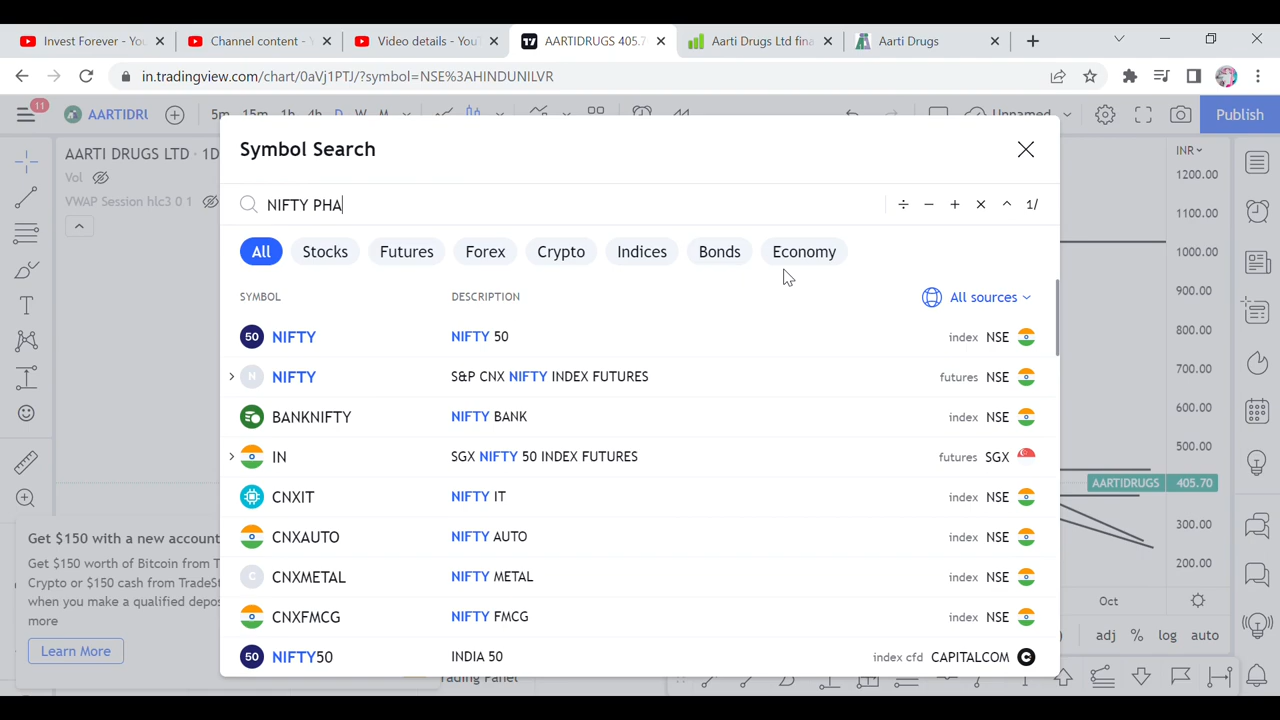 Invest Forever - You
Channel content - Y
Video details - YouT
AARTIDRUGS 405.7
Aarti Drugs Ltd fina
Aarti Drugs
in.tradingview.com/chart/0aVj1PTJ/?symbol=NSE%3AHINDUNILVR
11
AARTIDRU
5m 15m 1h 4h D W M
Unnamed
Publish
AARTI DRUGS LTD · 1D
Vol
VWAP Session hlc3 0 1
Symbol Search
NIFTY PHA
÷ − + × ^ 1/
All Stocks Futures Forex Crypto Indices Bonds Economy
SYMBOL DESCRIPTION All sources
50 NIFTY NIFTY 50 index NSE
N NIFTY S&P CNX NIFTY INDEX FUTURES futures NSE
BANKNIFTY NIFTY BANK index NSE
IN SGX NIFTY 50 INDEX FUTURES futures SGX
CNXIT NIFTY IT index NSE
CNXAUTO NIFTY AUTO index NSE
C CNXMETAL NIFTY METAL index NSE
CNXFMCG NIFTY FMCG index NSE
50 NIFTY50 INDIA 50 index cfd CAPITALCOM
INR
1200.00
1100.00
1000.00
900.00
800.00
700.00
600.00
500.00
AARTIDRUGS 405.70
300.00
200.00
Oct
adj % log auto
Get $150 with a new account
Get $150 worth of Bitcoin from T
Crypto or $150 cash from TradeSt
when you make a qualified depos
more
Learn More
Trading Panel